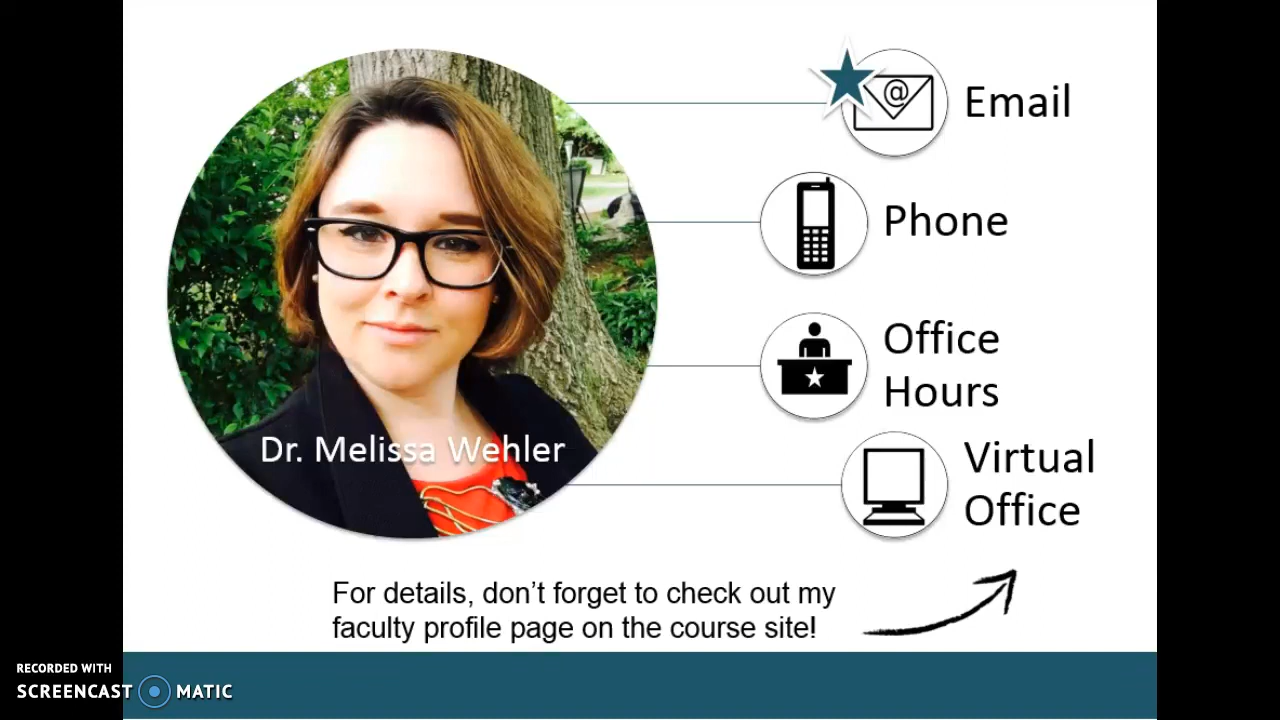 @
Email
Phone
Office
Hours
Dr. Melissa Wehler
Virtual
Office
For details, don’t forget to check out my
faculty profile page on the course site!
RECORDED WITH
SCREENCAST MATIC